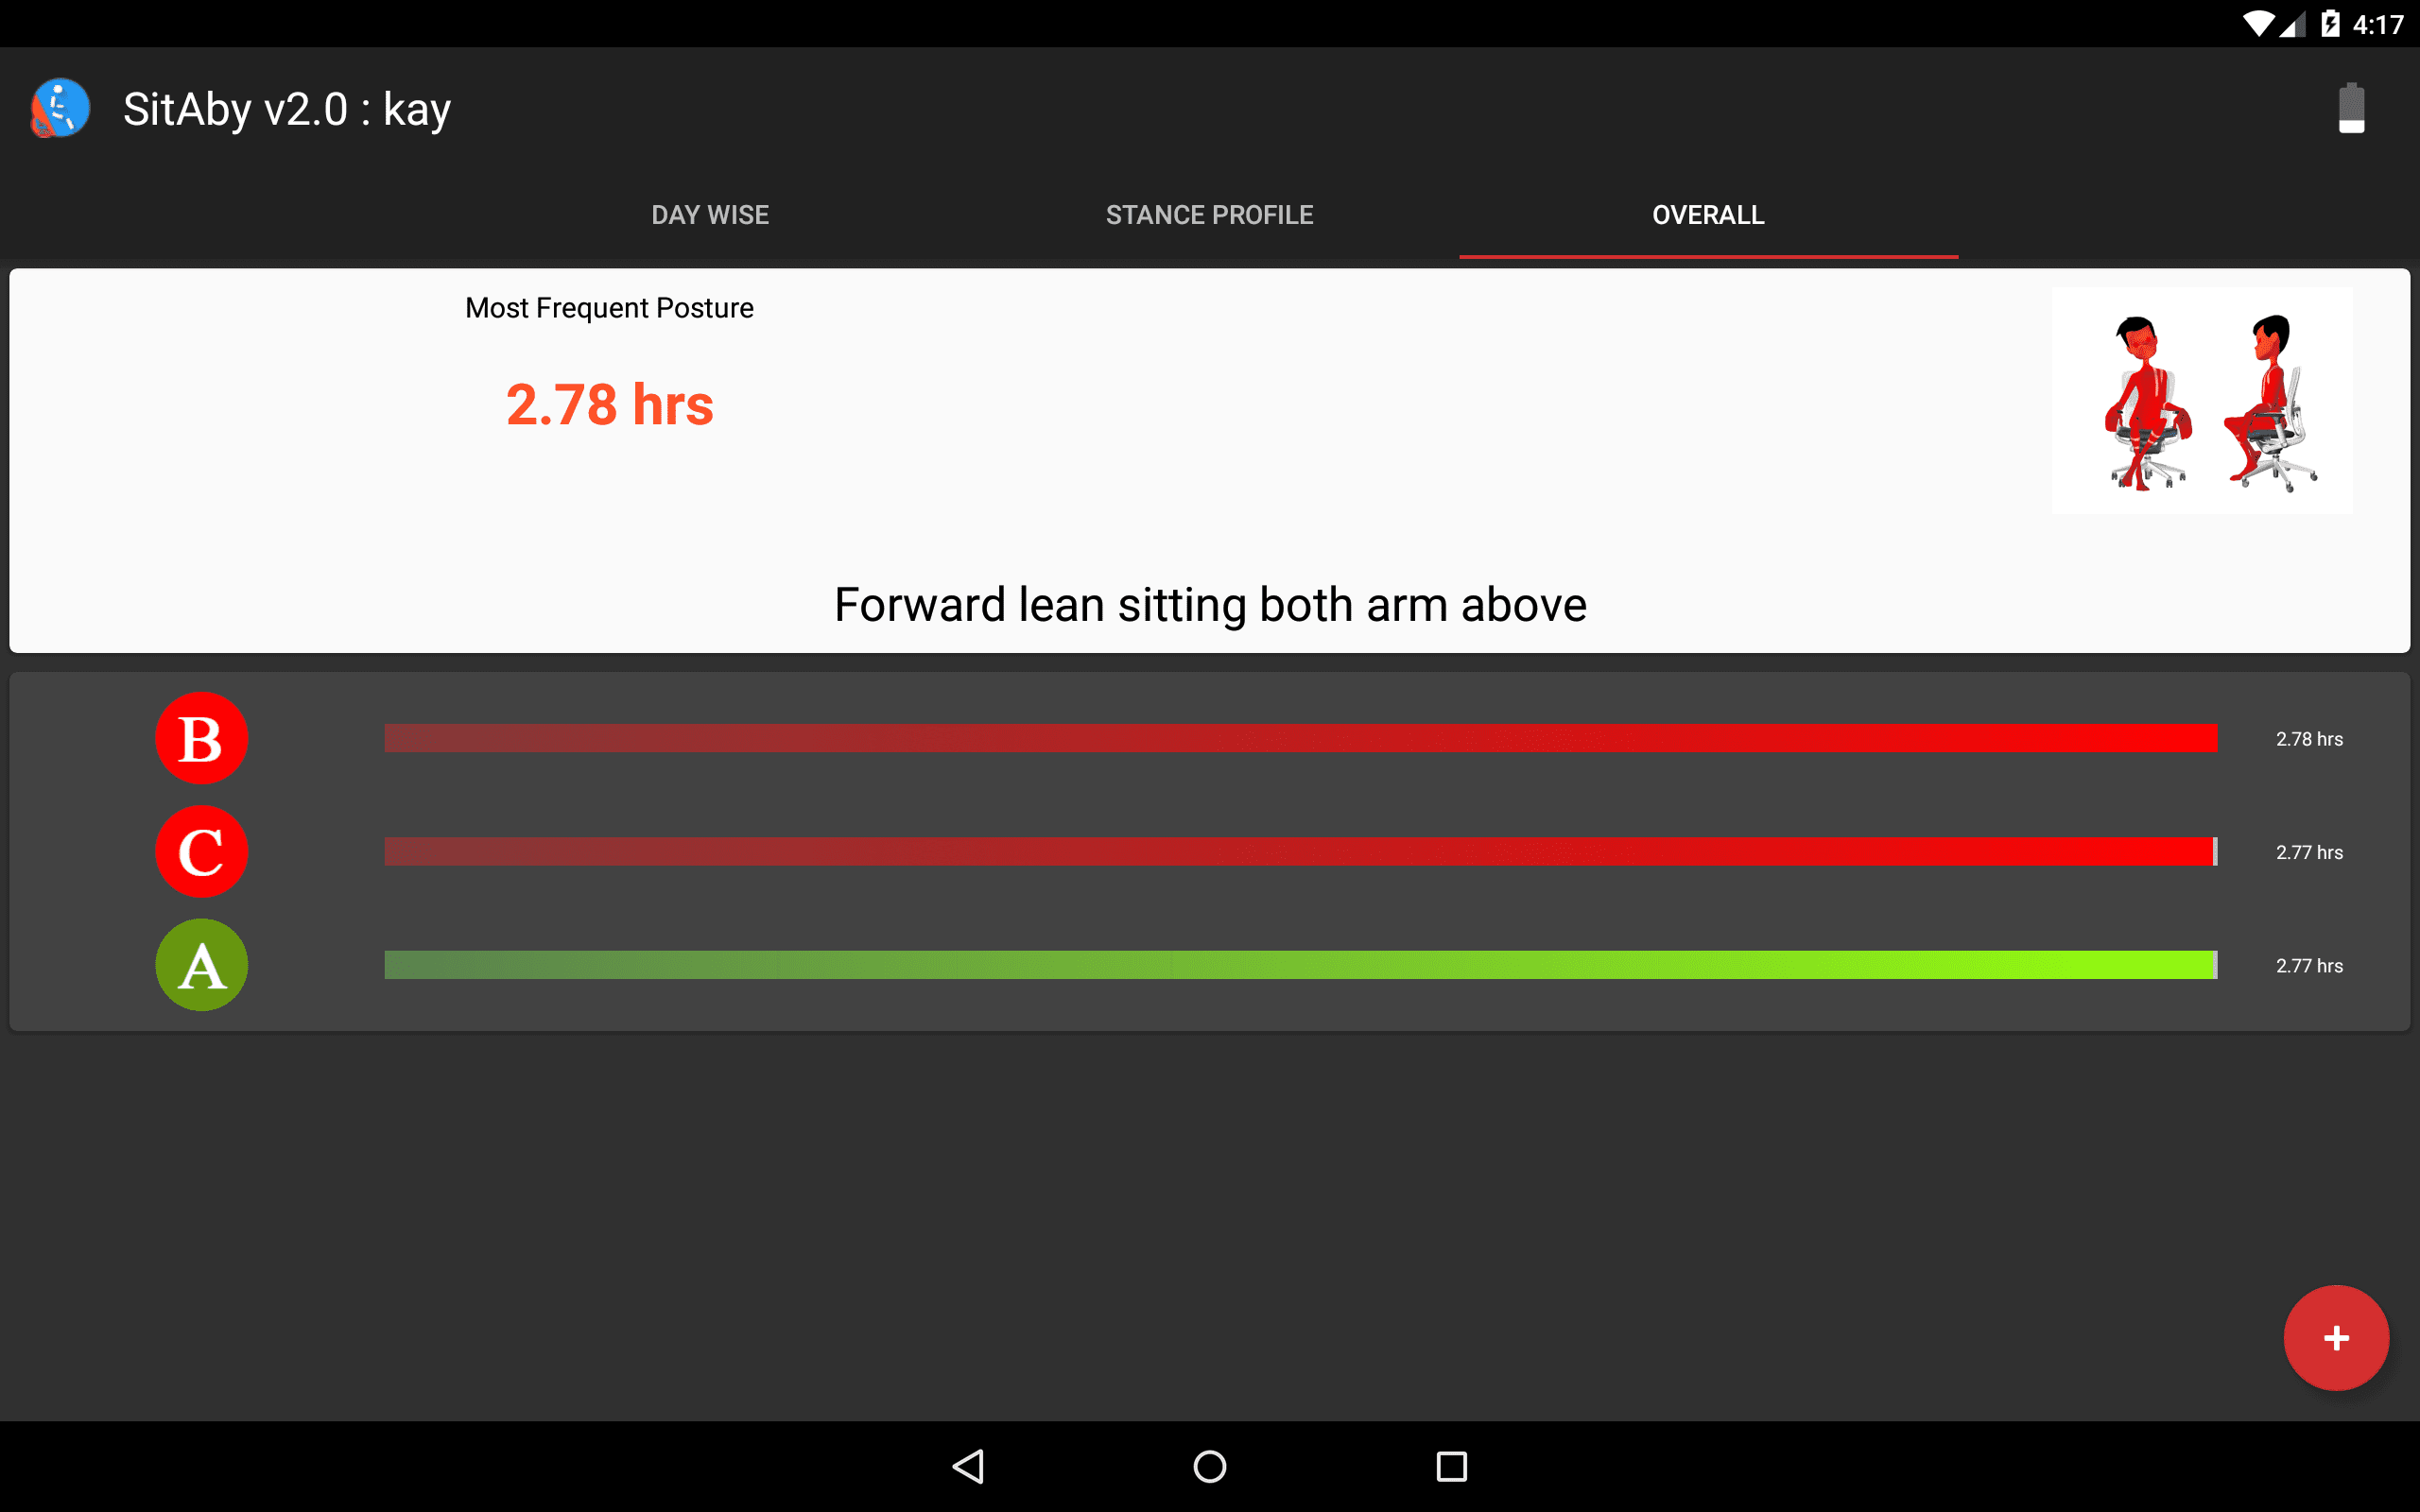 4:17
SitAby v2.0 : kay
DAY WISE
STANCE PROFILE
OVERALL
Most Frequent Posture
2.78 hrs
Forward lean sitting both arm above
B
2.78 hrs
C
2.77 hrs
A
2.77 hrs
+